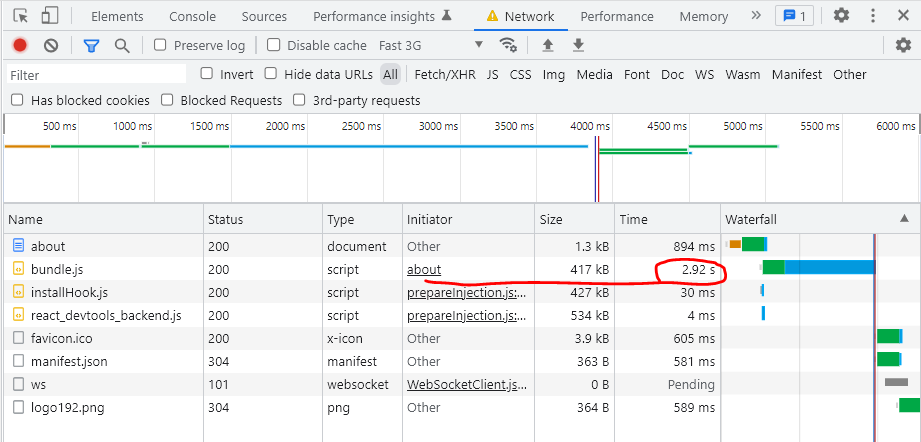 Elements Console Sources Performance insights Network Performance Memory » 1
Preserve log Disable cache Fast 3G
Filter Invert Hide data URLs All Fetch/XHR JS CSS Img Media Font Doc WS Wasm Manifest Other
Has blocked cookies Blocked Requests 3rd-party requests
500 ms 1000 ms 1500 ms 2000 ms 2500 ms 3000 ms 3500 ms 4000 ms 4500 ms 5000 ms 5500 ms 6000 ms
Name Status Type Initiator Size Time Waterfall
about 200 document Other 1.3 kB 894 ms
bundle.js 200 script about 417 kB 2.92 s
installHook.js 200 script prepareInjection.js:... 427 kB 30 ms
react_devtools_backend.js 200 script prepareInjection.js:... 534 kB 4 ms
favicon.ico 200 x-icon Other 3.9 kB 605 ms
manifest.json 304 manifest Other 363 B 581 ms
ws 101 websocket WebSocketClient.js... 0 B Pending
logo192.png 304 png Other 364 B 589 ms